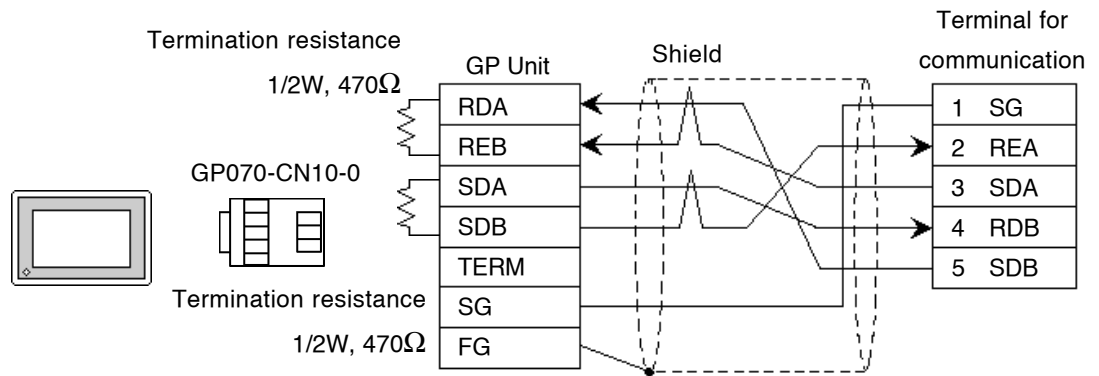 Termination resistance
1/2W, 470Ω
GP070-CN10-0
Termination resistance
1/2W, 470Ω
GP Unit
RDA
REB
SDA
SDB
TERM
SG
FG
Shield
Terminal for
communication
1 SG
2 REA
3 SDA
4 RDB
5 SDB